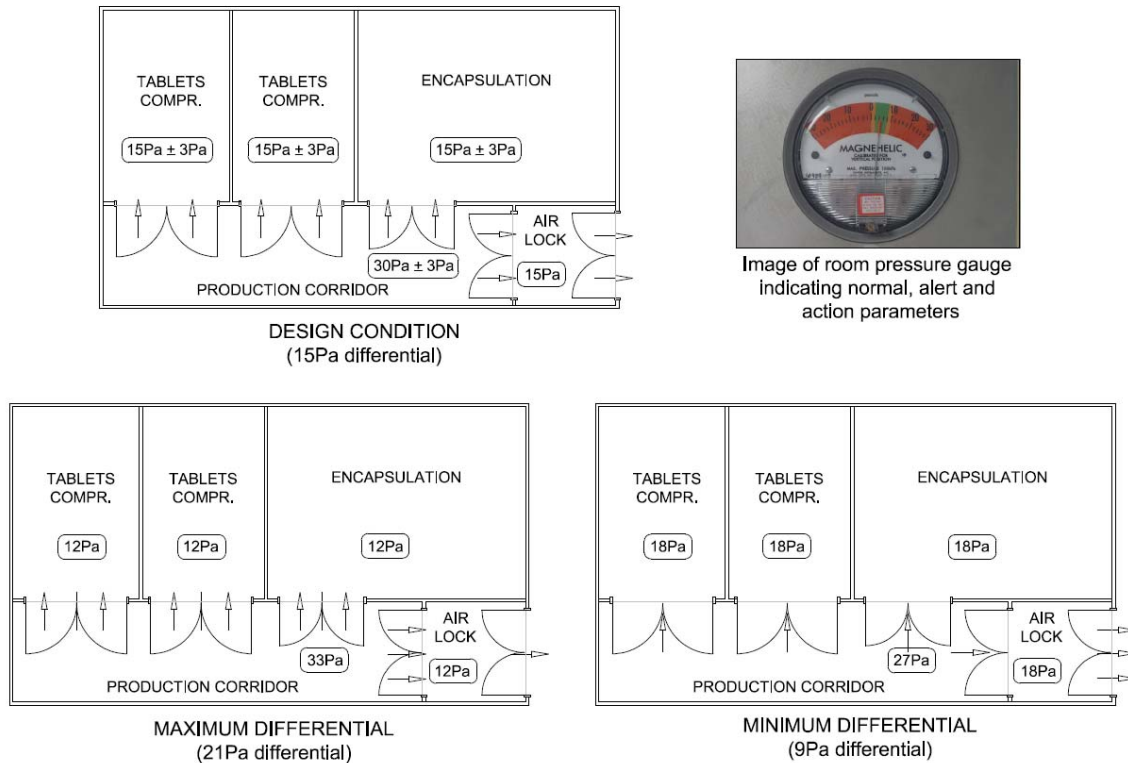 TABLETS
COMPR.
15Pa ± 3Pa
TABLETS
COMPR.
15Pa ± 3Pa
ENCAPSULATION
15Pa ± 3Pa
AIR
LOCK
15Pa
30Pa ± 3Pa
PRODUCTION CORRIDOR
DESIGN CONDITION
(15Pa differential)
MAGNEHELIC
Image of room pressure gauge
indicating normal, alert and
action parameters
TABLETS
COMPR.
12Pa
TABLETS
COMPR.
12Pa
ENCAPSULATION
12Pa
AIR
LOCK
12Pa
33Pa
PRODUCTION CORRIDOR
MAXIMUM DIFFERENTIAL
(21Pa differential)
TABLETS
COMPR.
18Pa
TABLETS
COMPR.
18Pa
ENCAPSULATION
18Pa
AIR
LOCK
18Pa
27Pa
PRODUCTION CORRIDOR
MINIMUM DIFFERENTIAL
(9Pa differential)